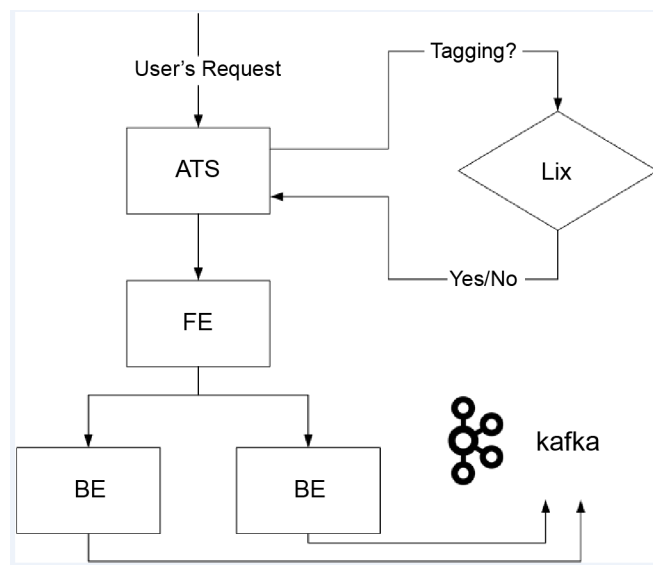 User's Request
Tagging?
ATS
Lix
Yes/No
FE
kafka
BE
BE